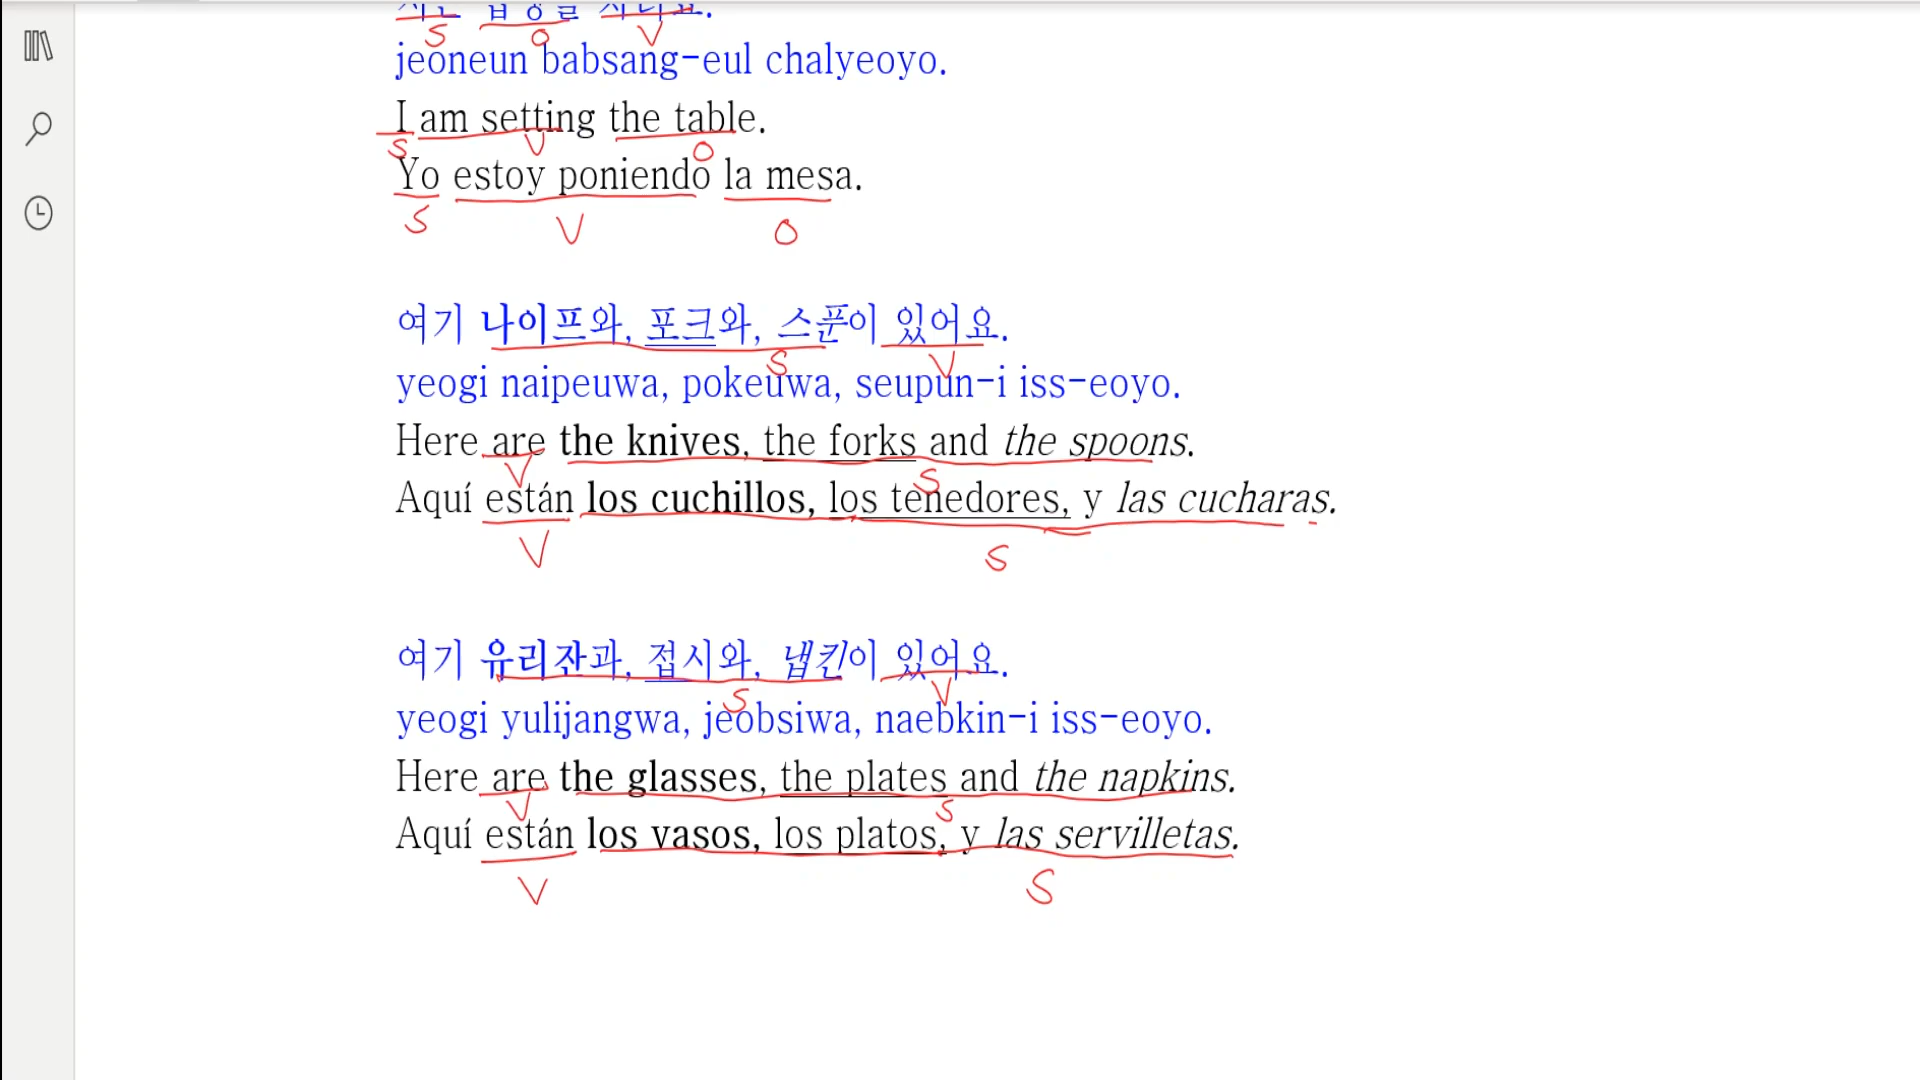 jeoneun babsang-eul chalyeoyo.
I am setting the table.
S V O
Yo estoy poniendo la mesa.
S V O
여기 나이프와, 포크와, 스푼이 있어요.
S V
yeogi naipeuwa, pokeuwa, seupun-i iss-eoyo.
Here are the knives, the forks and the spoons.
V S
Aquí están los cuchillos, los tenedores, y las cucharas.
V S
여기 유리잔과, 접시와, 냅킨이 있어요.
S V
yeogi yulijangwa, jeobsiwa, naebkin-i iss-eoyo.
Here are the glasses, the plates and the napkins.
V S
Aquí están los vasos, los platos, y las servilletas.
V S